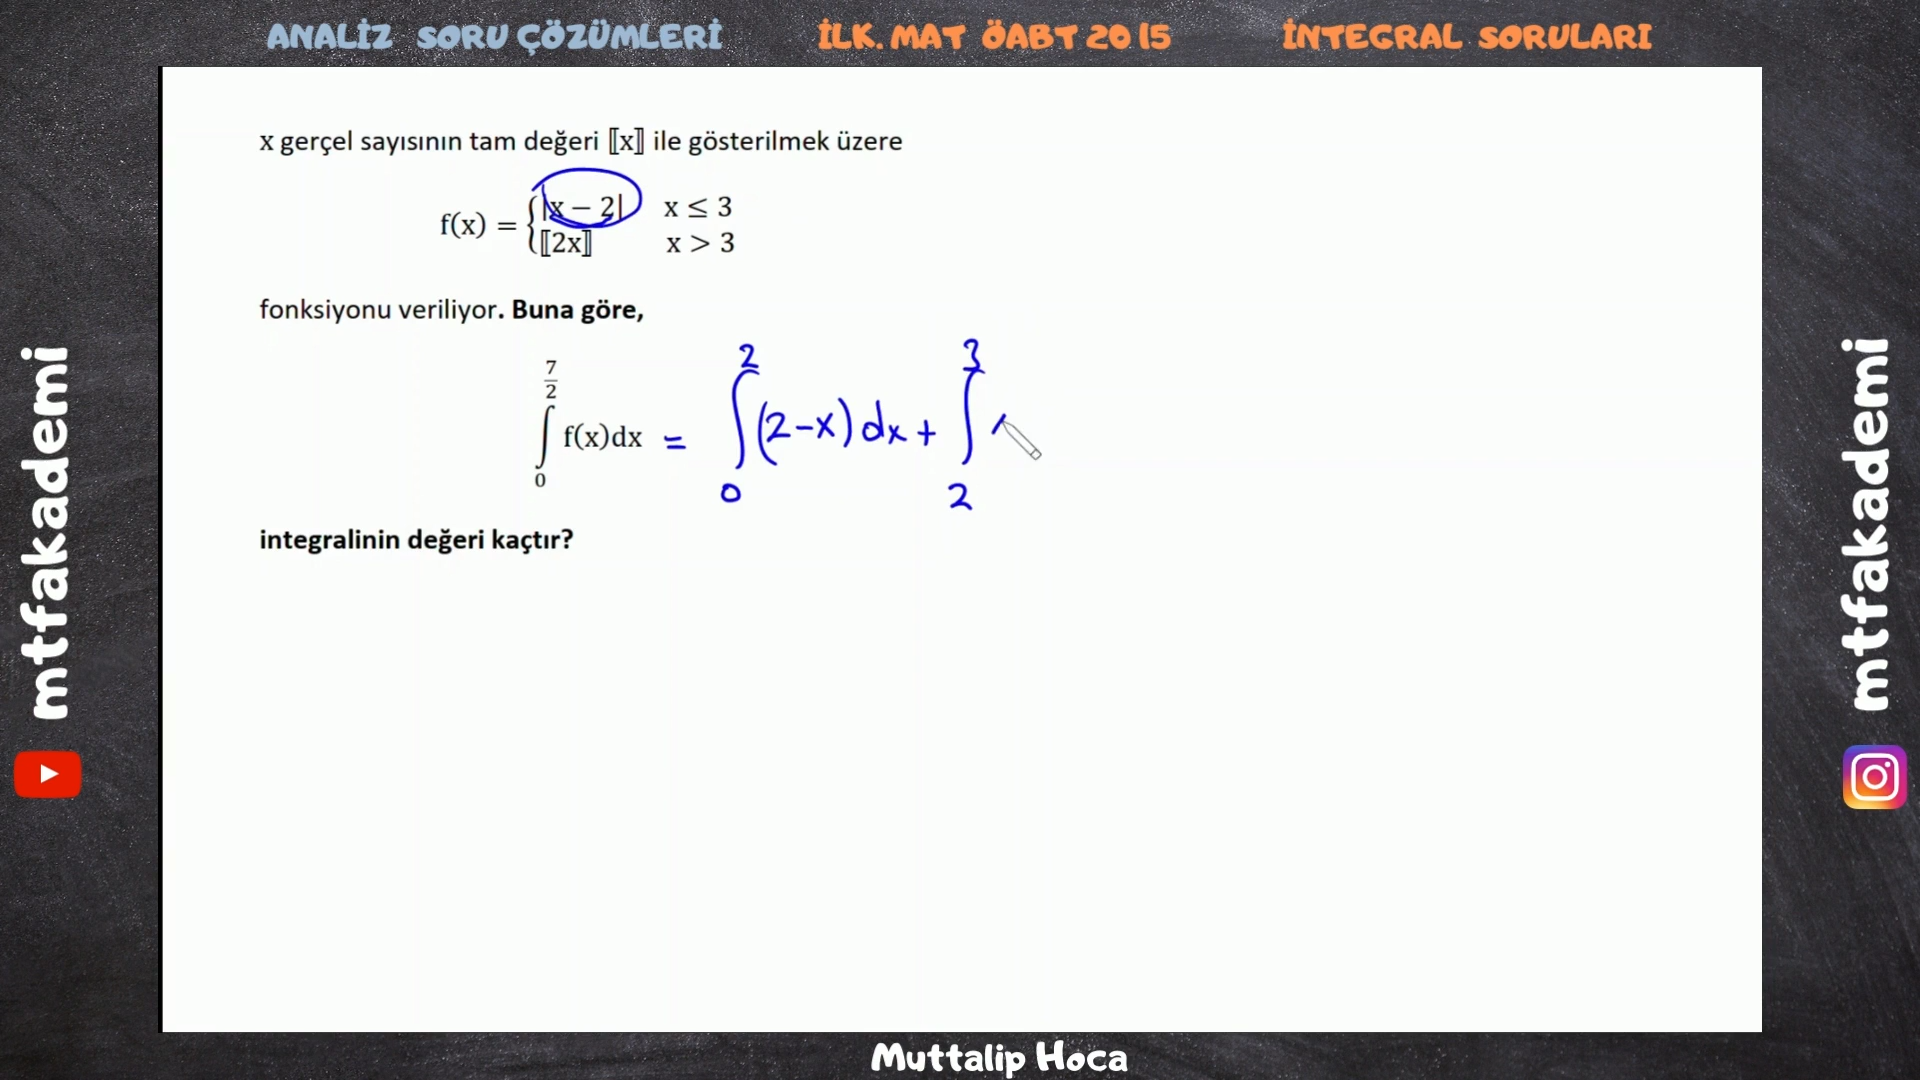 ANALİZ SORU ÇÖZÜMLERİ İLK. MAT ÖABT 2015 İNTEGRAL SORULARI
x gerçel sayısının tam değeri ⟦x⟧ ile gösterilmek üzere
f(x) = { |x − 2| x ≤ 3
⟦2x⟧ x > 3
fonksiyonu veriliyor. Buna göre,
∫₀^(7/2) f(x)dx = ∫₀² (2-x) dx + ∫₂³
integralinin değeri kaçtır?
mtfakademi
mtfakademi
Muttalip Hoca